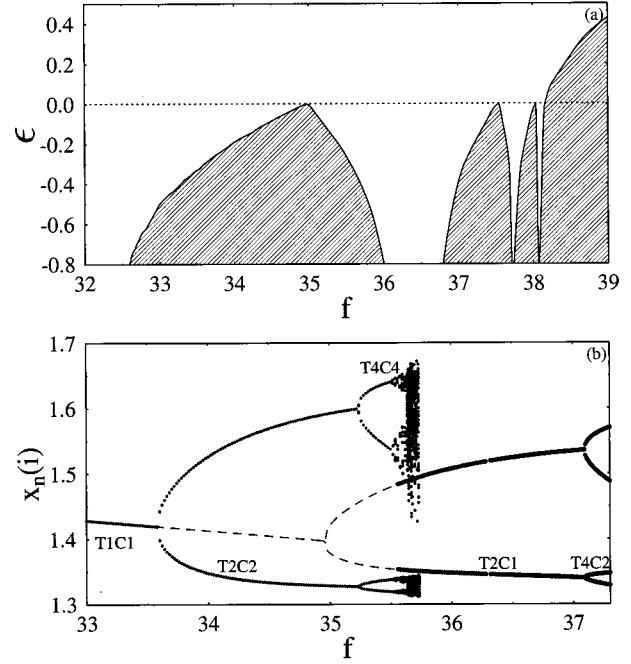 (a)
0.4
0.2
0.0
-0.2
-0.4
-0.6
-0.8
ϵ
32 33 34 35 36 37 38 39
f
(b)
1.7
1.6
1.5
1.4
1.3
x_n(i)
T4C4
T1C1
T2C2
T2C1
T4C2
33 34 35 36 37
f